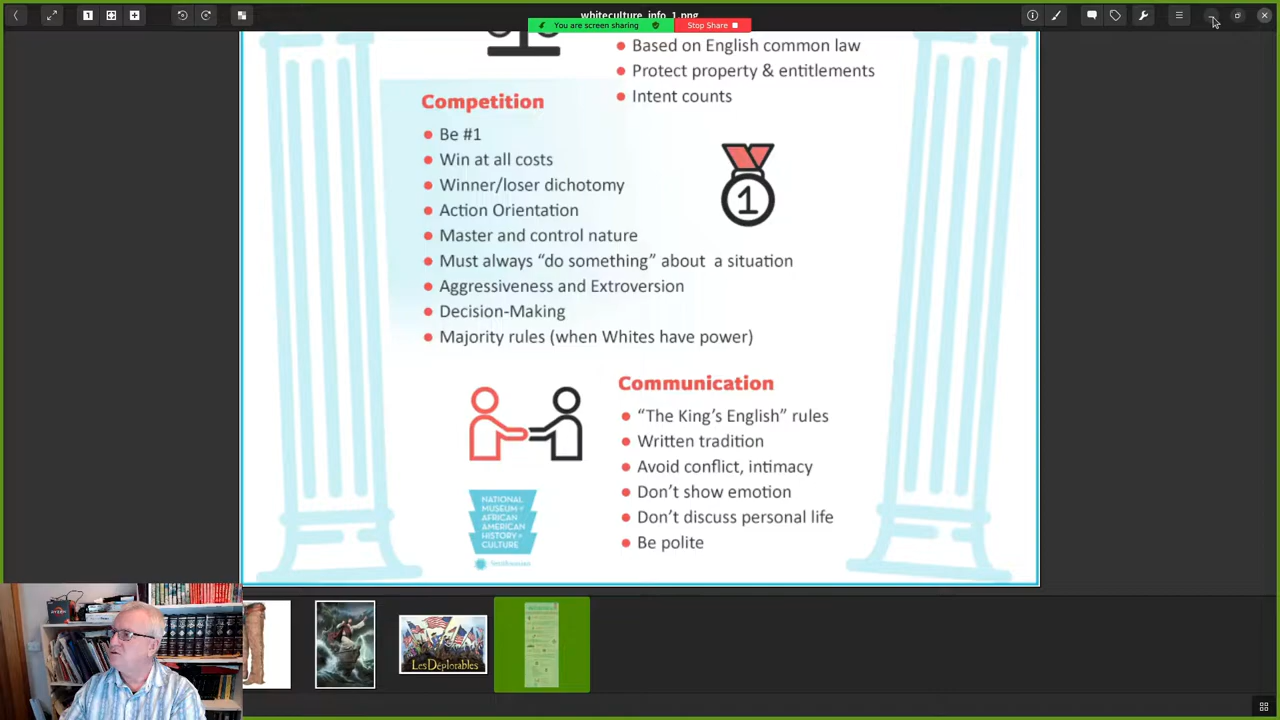 whiteculture_info_1.png
You are screen sharing
Stop Share
Based on English common law
Protect property & entitlements
Intent counts
Competition
Be #1
Win at all costs
Winner/loser dichotomy
Action Orientation
Master and control nature
Must always “do something” about a situation
Aggressiveness and Extroversion
Decision-Making
Majority rules (when Whites have power)
1
Communication
“The King’s English” rules
Written tradition
Avoid conflict, intimacy
Don’t show emotion
Don’t discuss personal life
Be polite
NATIONAL
MUSEUM of
AFRICAN
AMERICAN
HISTORY &
CULTURE
Smithsonian
RYZEN
Les Déplorables